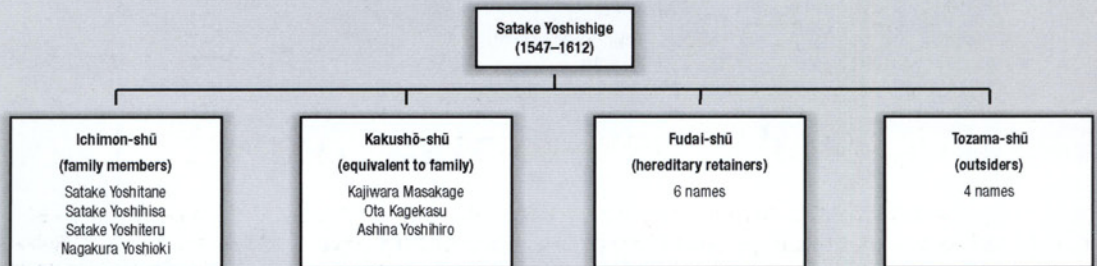 Satake Yoshishige
(1547–1612)
Ichimon-shū
(family members)
Satake Yoshitane
Satake Yoshihisa
Satake Yoshiteru
Nagakura Yoshioki
Kakushō-shū
(equivalent to family)
Kajiwara Masakage
Ota Kagekasu
Ashina Yoshihiro
Fudai-shū
(hereditary retainers)
6 names
Tozama-shū
(outsiders)
4 names